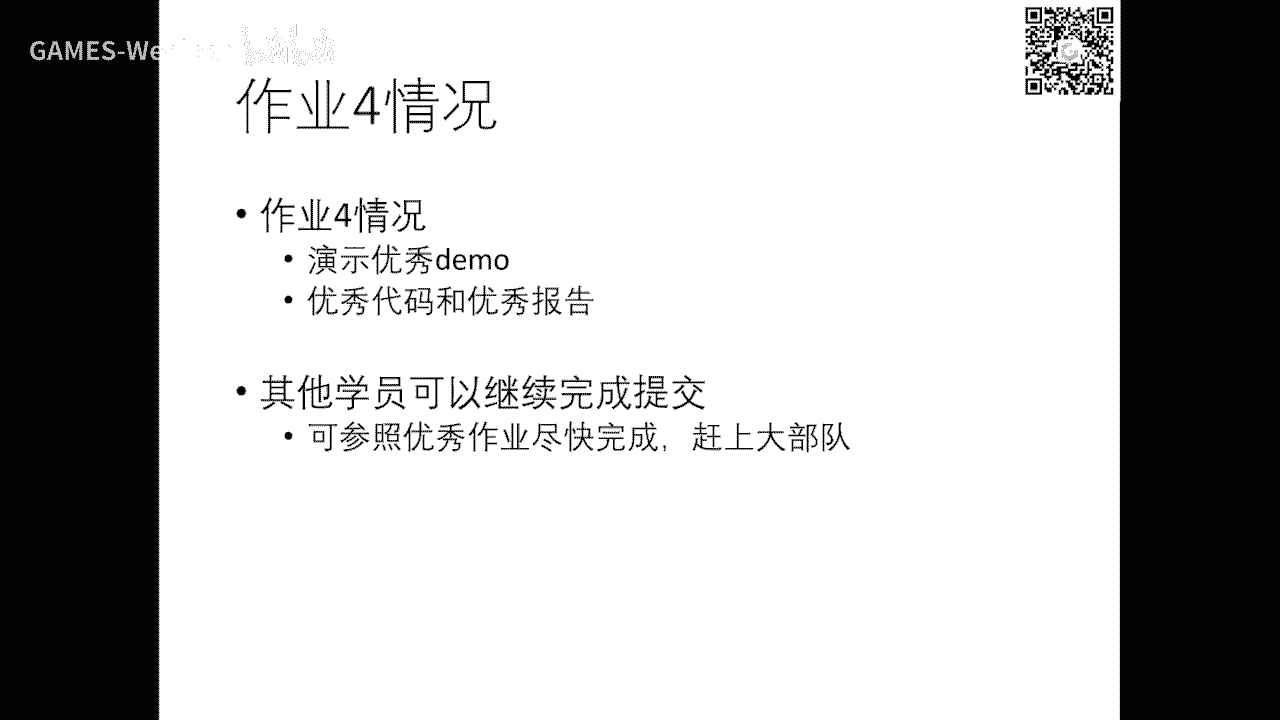 GAMES-We
作业4情况
• 作业4情况
• 演示优秀demo
• 优秀代码和优秀报告
• 其他学员可以继续完成提交
• 可参照优秀作业尽快完成，赶上大部队